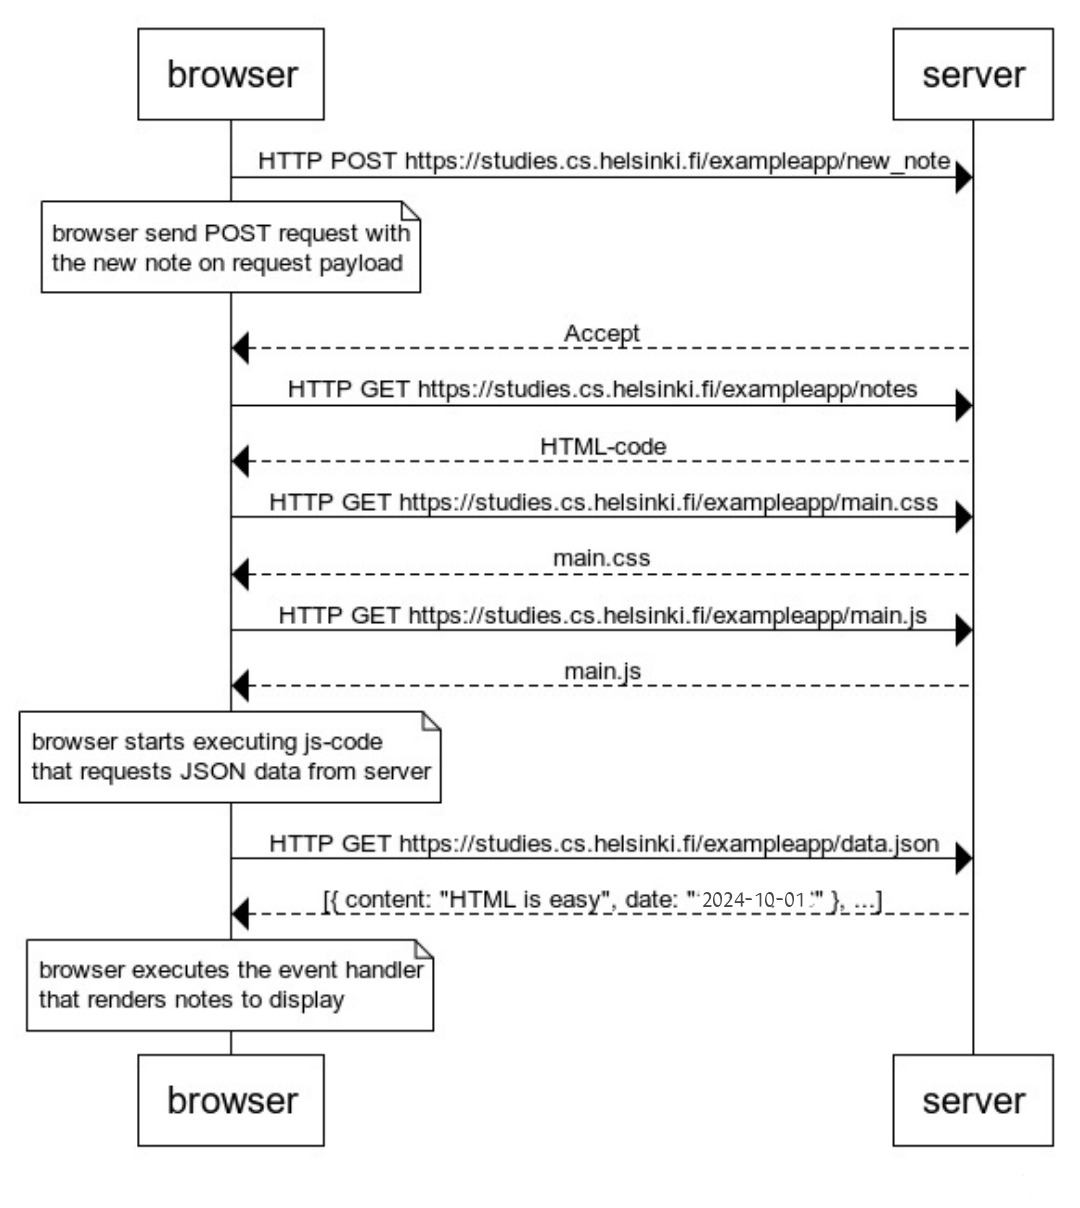 browser
server
HTTP POST https://studies.cs.helsinki.fi/exampleapp/new_note
browser send POST request with
the new note on request payload
Accept
HTTP GET https://studies.cs.helsinki.fi/exampleapp/notes
HTML-code
HTTP GET https://studies.cs.helsinki.fi/exampleapp/main.css
main.css
HTTP GET https://studies.cs.helsinki.fi/exampleapp/main.js
main.js
browser starts executing js-code
that requests JSON data from server
HTTP GET https://studies.cs.helsinki.fi/exampleapp/data.json
[{ content: "HTML is easy", date: "2024-10-01" }, ...]
browser executes the event handler
that renders notes to display
browser
server